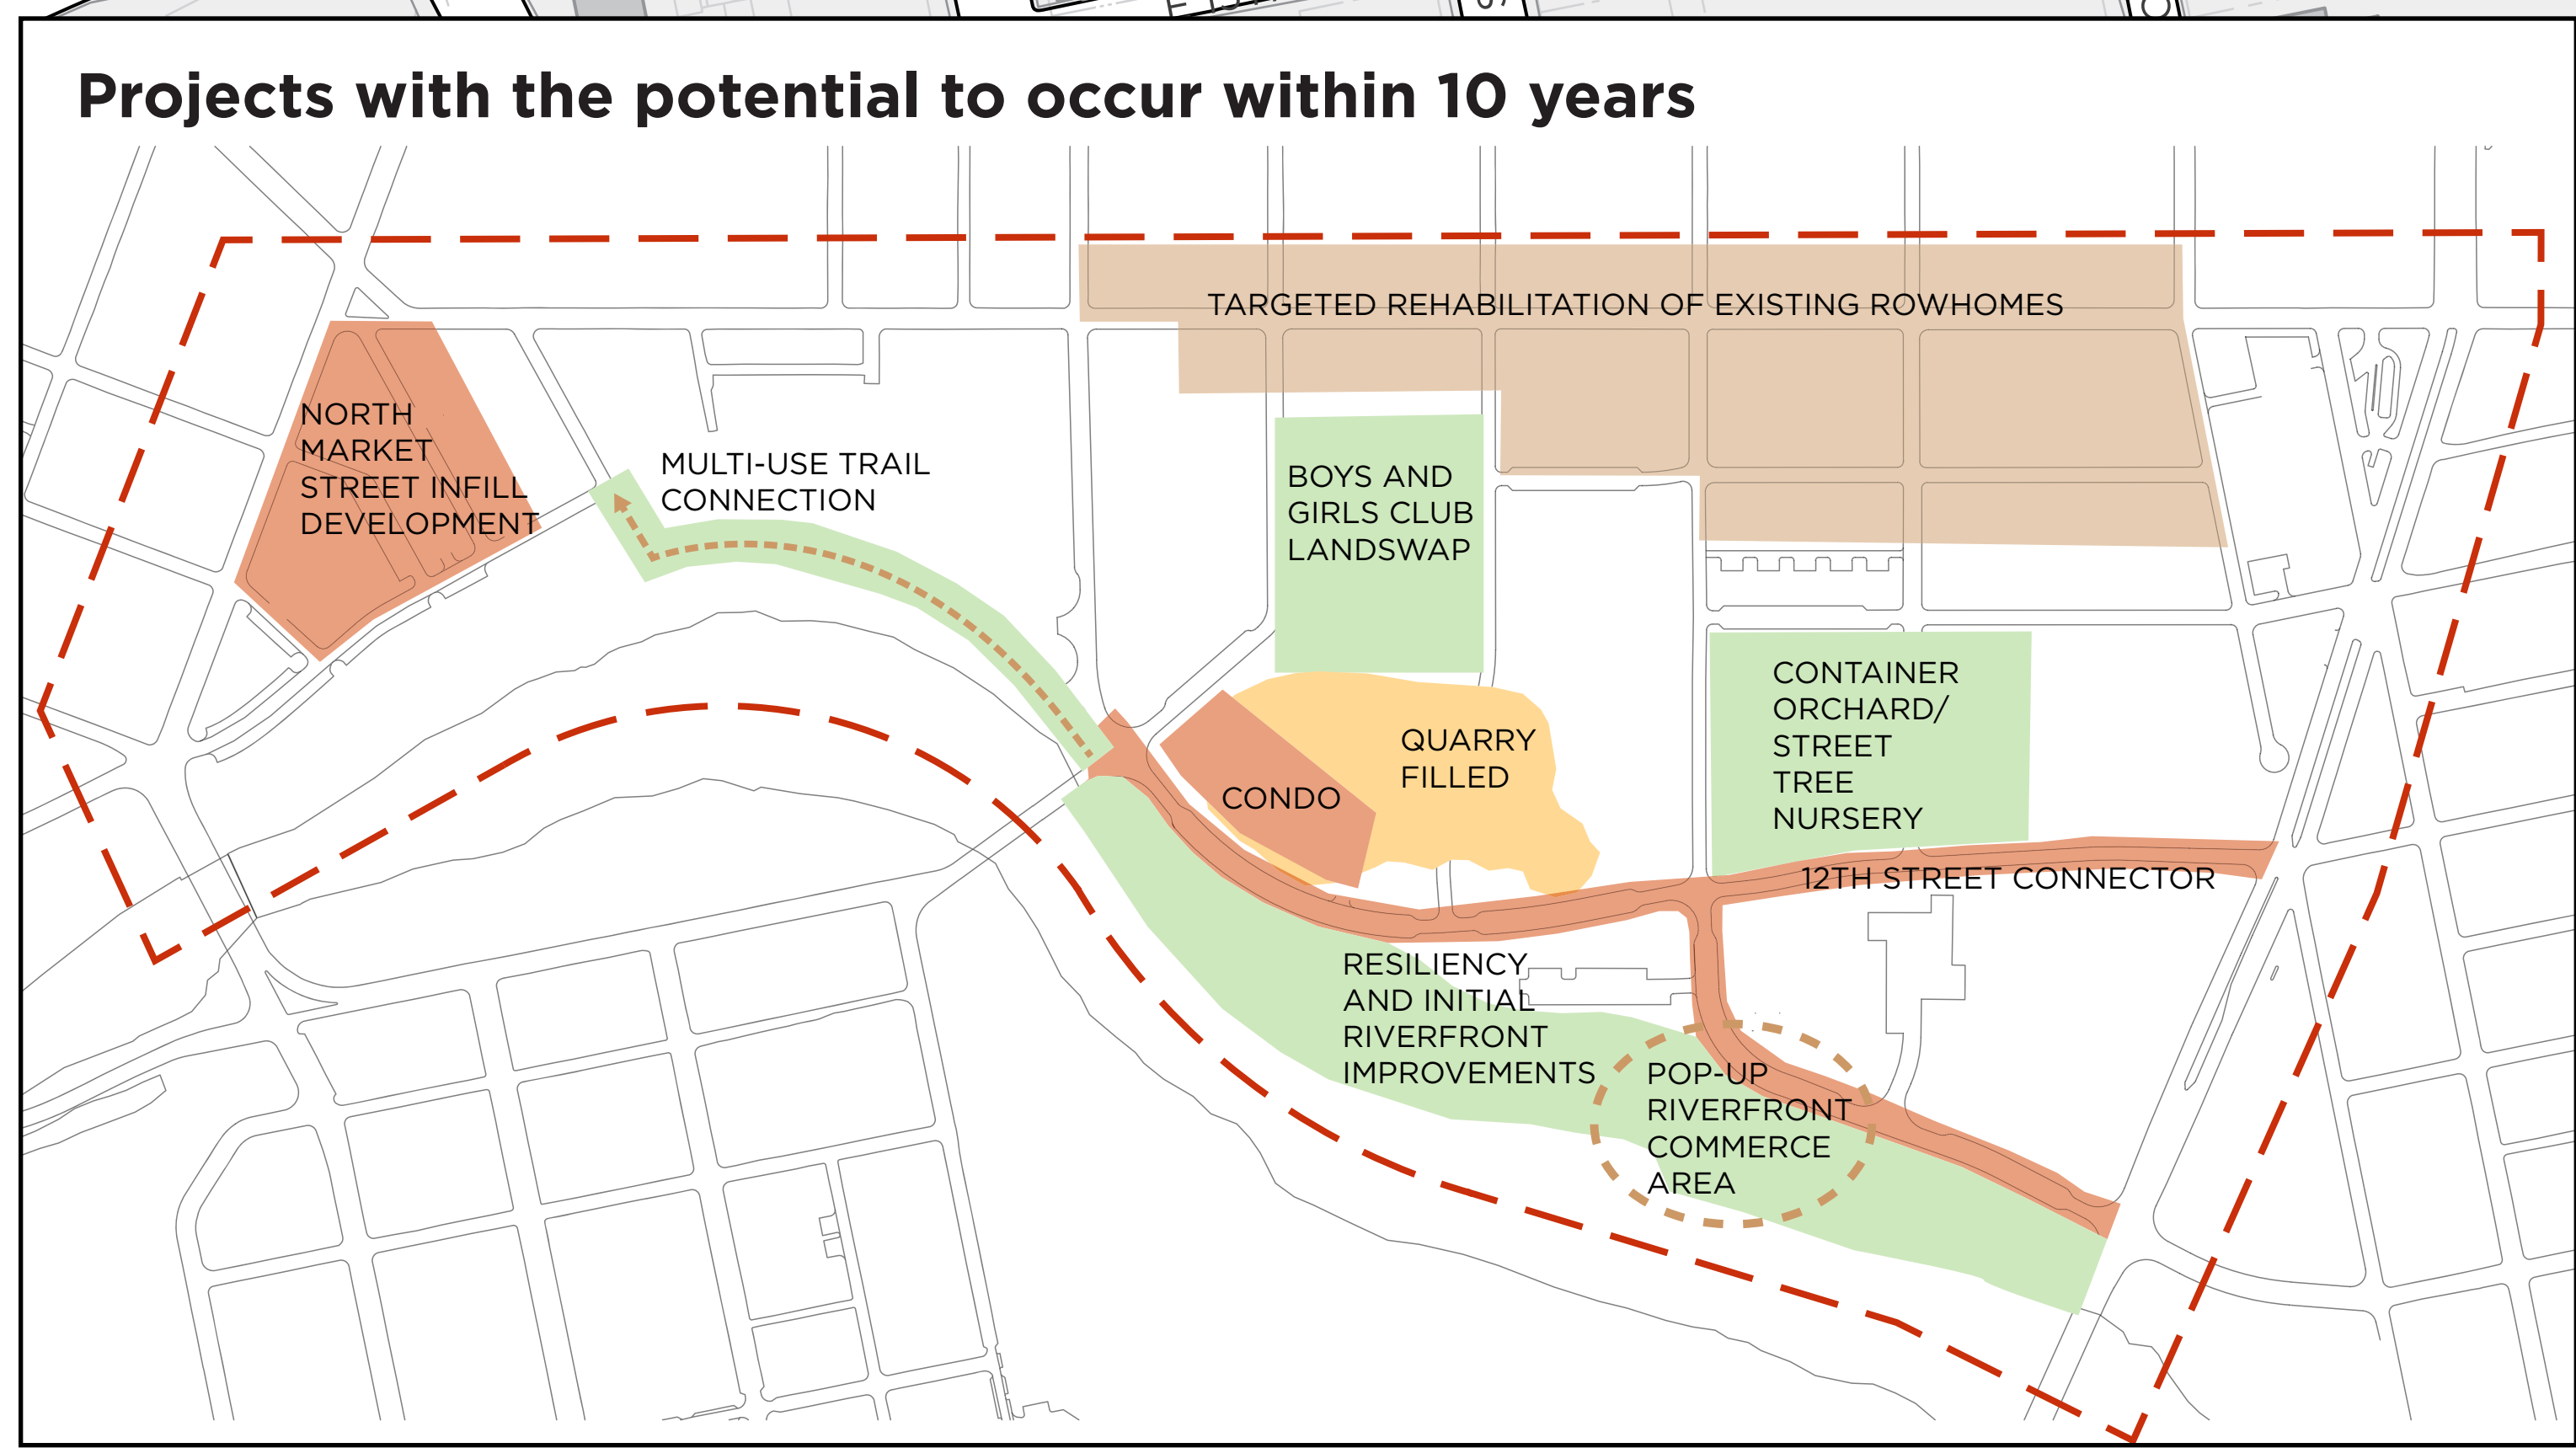 Projects with the potential to occur within 10 years
TARGETED REHABILITATION OF EXISTING ROWHOMES
NORTH
MARKET
STREET INFILL
DEVELOPMENT
MULTI-USE TRAIL
CONNECTION
BOYS AND
GIRLS CLUB
LANDSWAP
CONTAINER
ORCHARD/
STREET
TREE
NURSERY
QUARRY
FILLED
CONDO
12TH STREET CONNECTOR
RESILIENCY
AND INITIAL
RIVERFRONT
IMPROVEMENTS
POP-UP
RIVERFRONT
COMMERCE
AREA